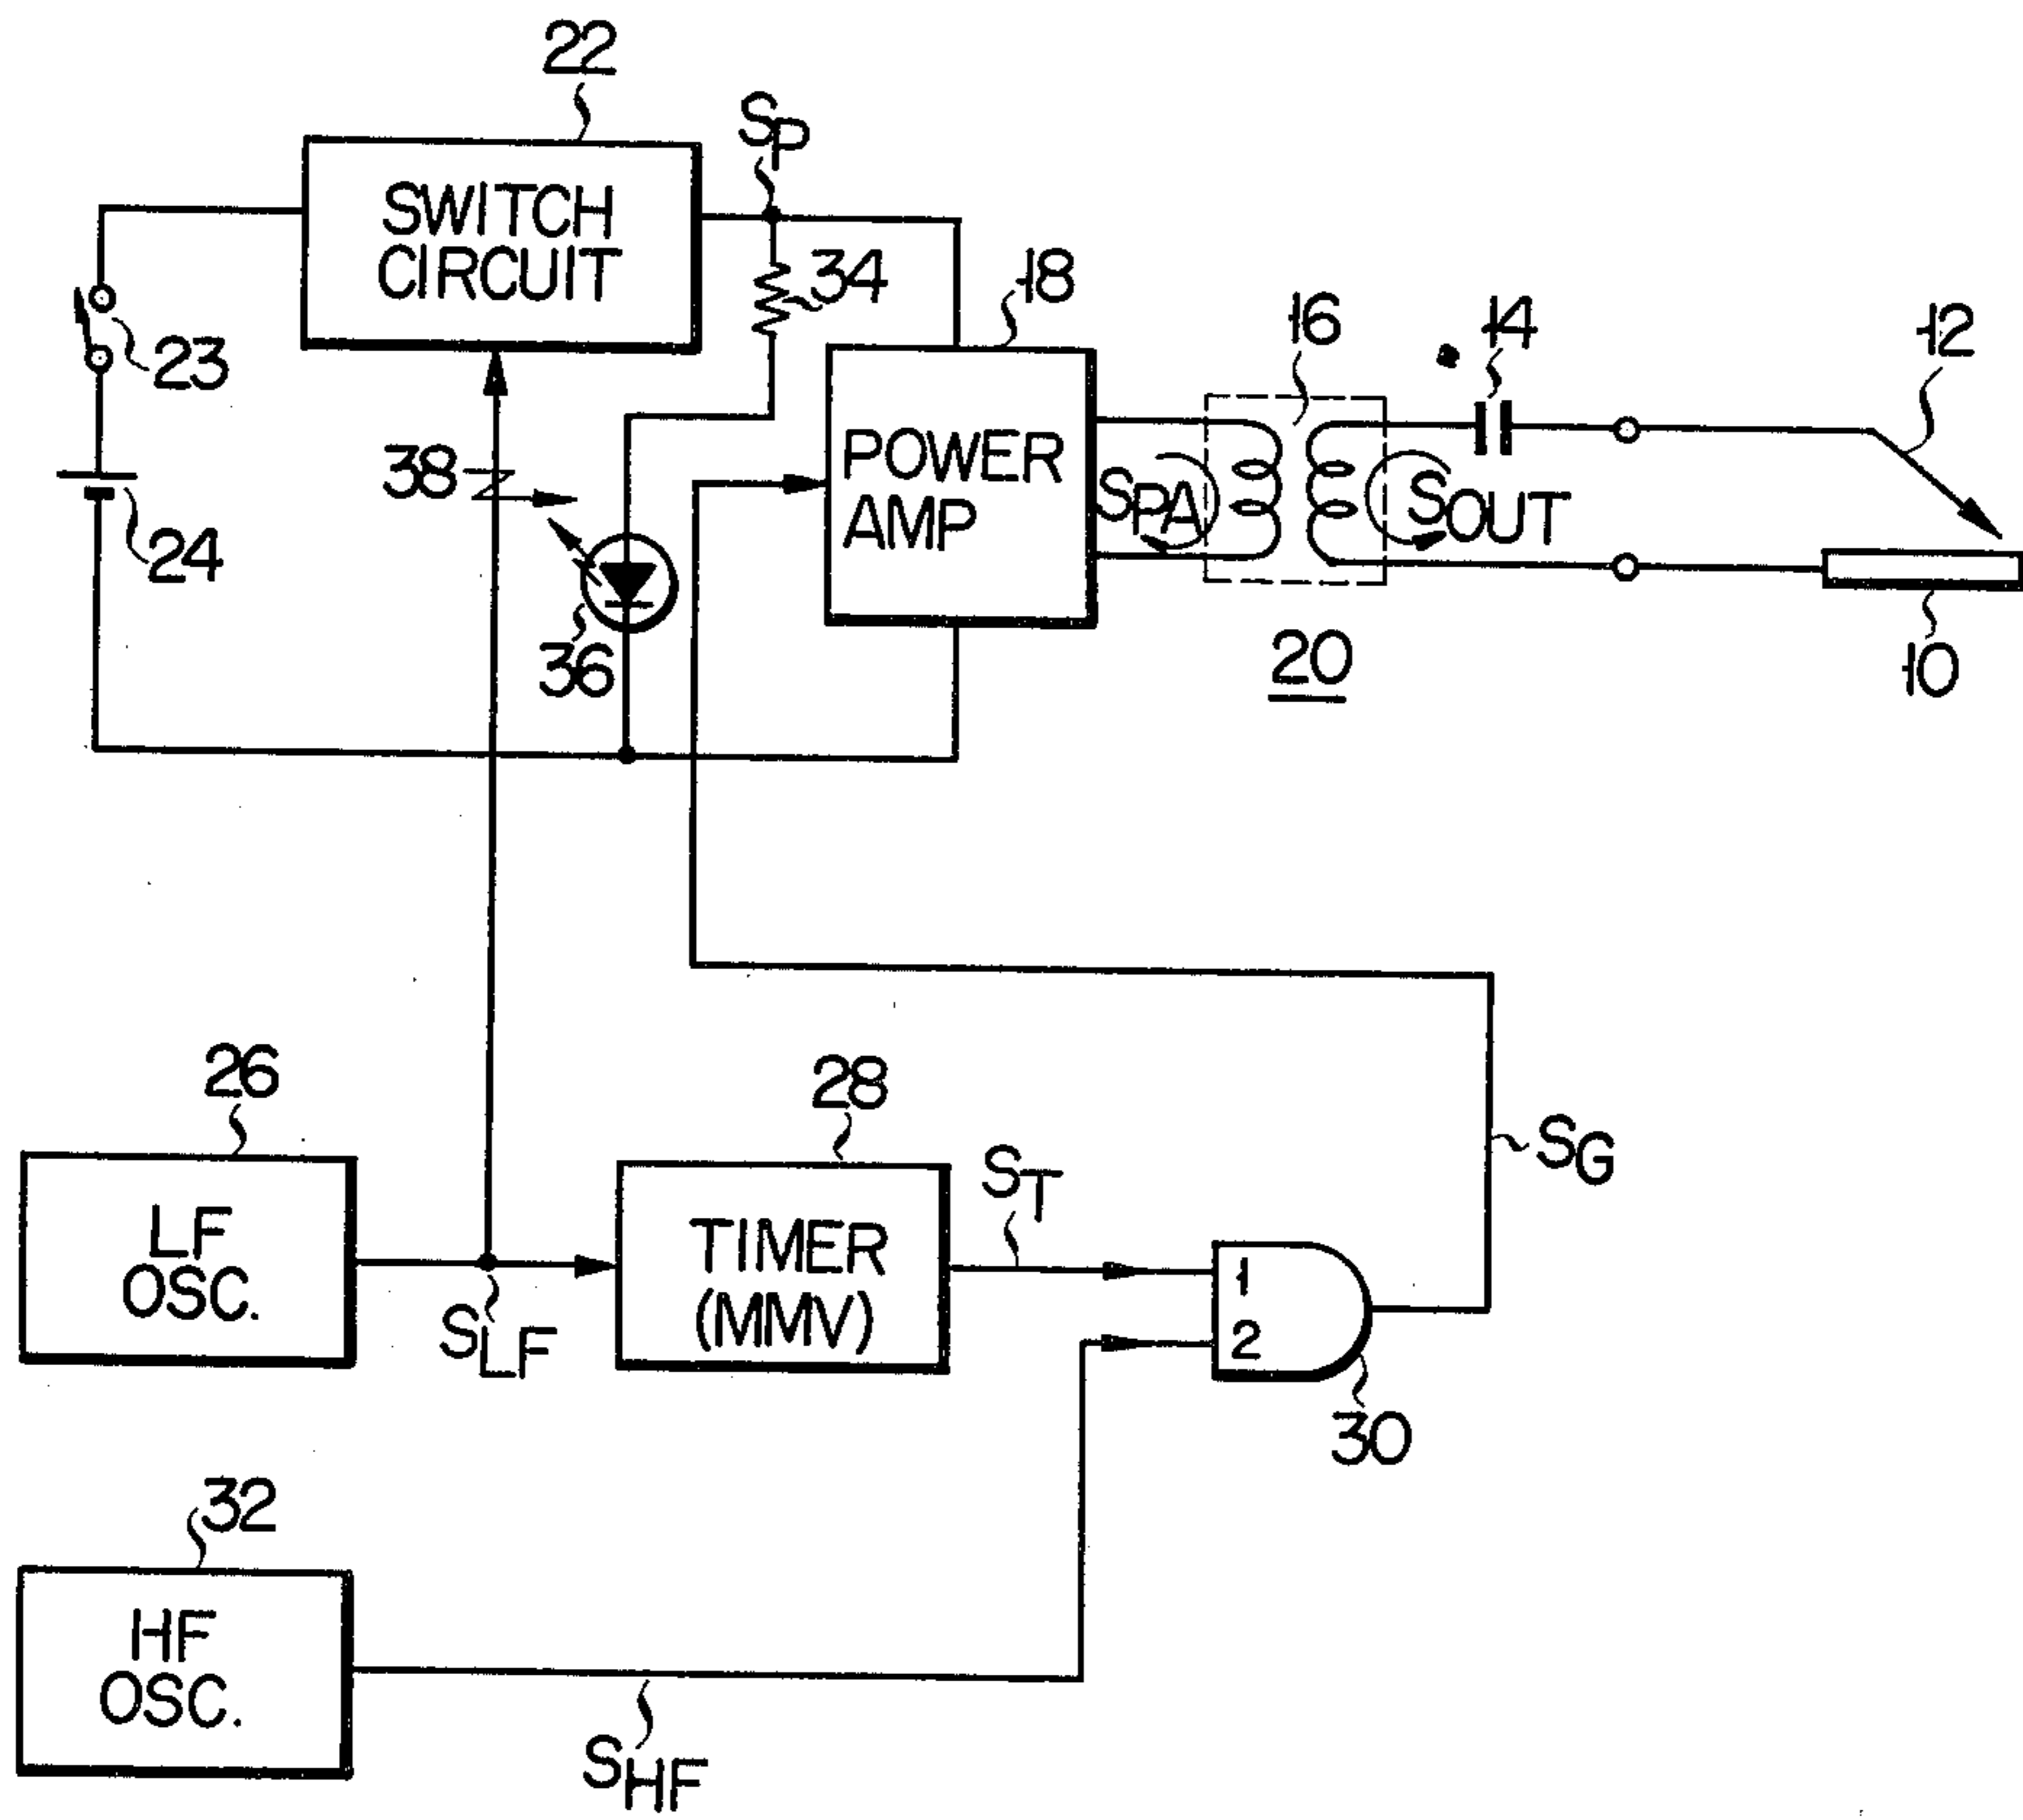 22
SP
SWITCH
CIRCUIT
34
18
16
14
12
23
POWER
AMP
38
SPA
SOUT
24
36
20
10
26
28
ST
SG
LF
OSC.
TIMER
(MMV)
1
2
SLF
30
32
HF
OSC.
SHF